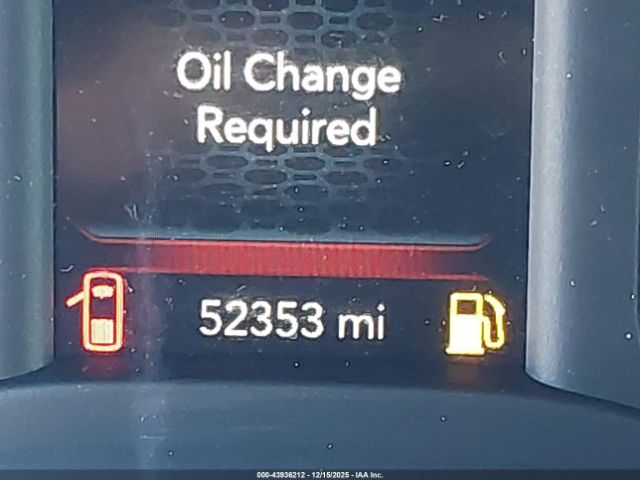 Oil Change
Required
52353 mi
000-43936212 - 12/15/2025 - IAA Inc.